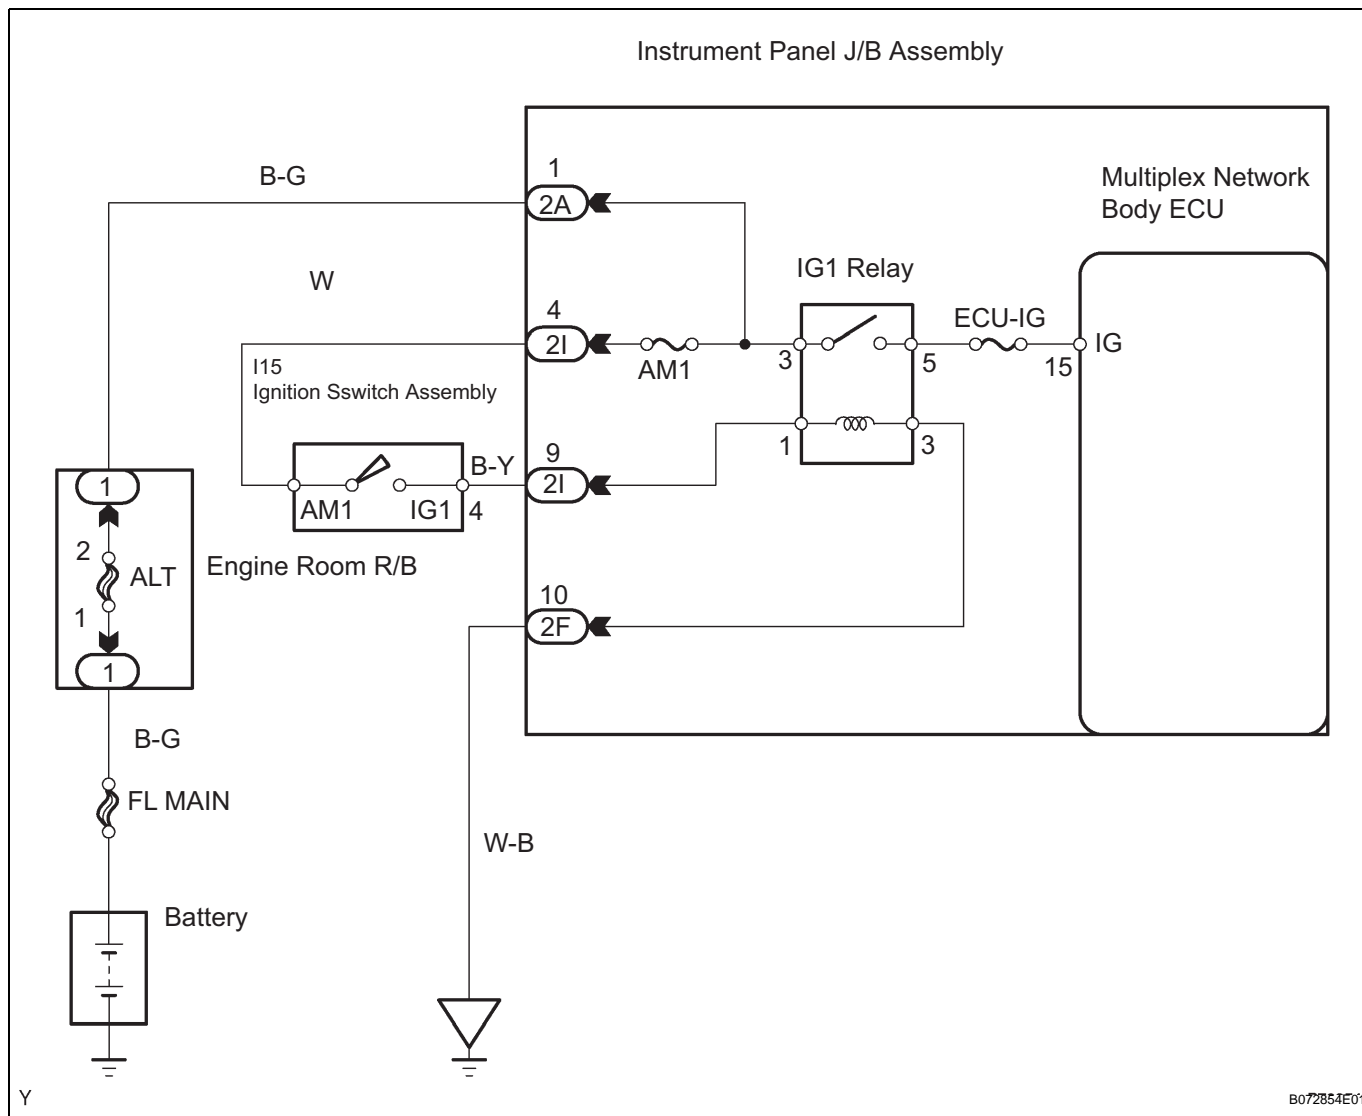 Instrument Panel J/B Assembly
B-G
1
2A
Multiplex Network
Body ECU
W
IG1 Relay
4
2I
AM1
3
5
ECU-IG
15
IG
I15
Ignition Sswitch Assembly
1
3
AM1
IG1
4
B-Y
9
2I
1
2
ALT
1
1
Engine Room R/B
10
2F
B-G
FL MAIN
W-B
Battery
Y
B072854E01